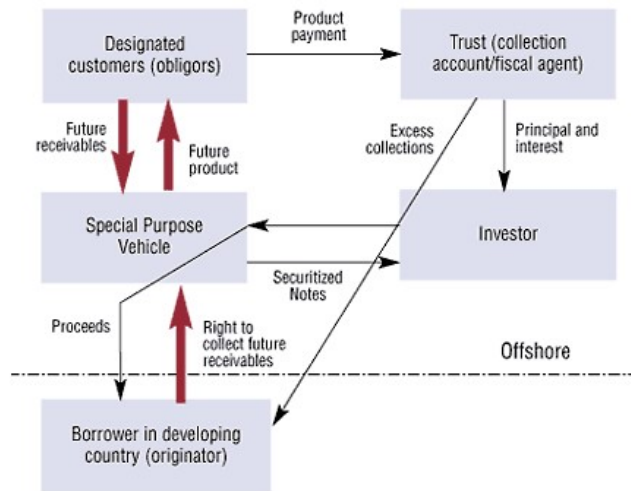 Designated
customers (obligors)
Product
payment
Trust (collection
account/fiscal agent)
Future
receivables
Future
product
Excess
collections
Principal and
interest
Special Purpose
Vehicle
Investor
Securitized
Notes
Proceeds
Right to
collect future
receivables
Offshore
Borrower in developing
country (originator)